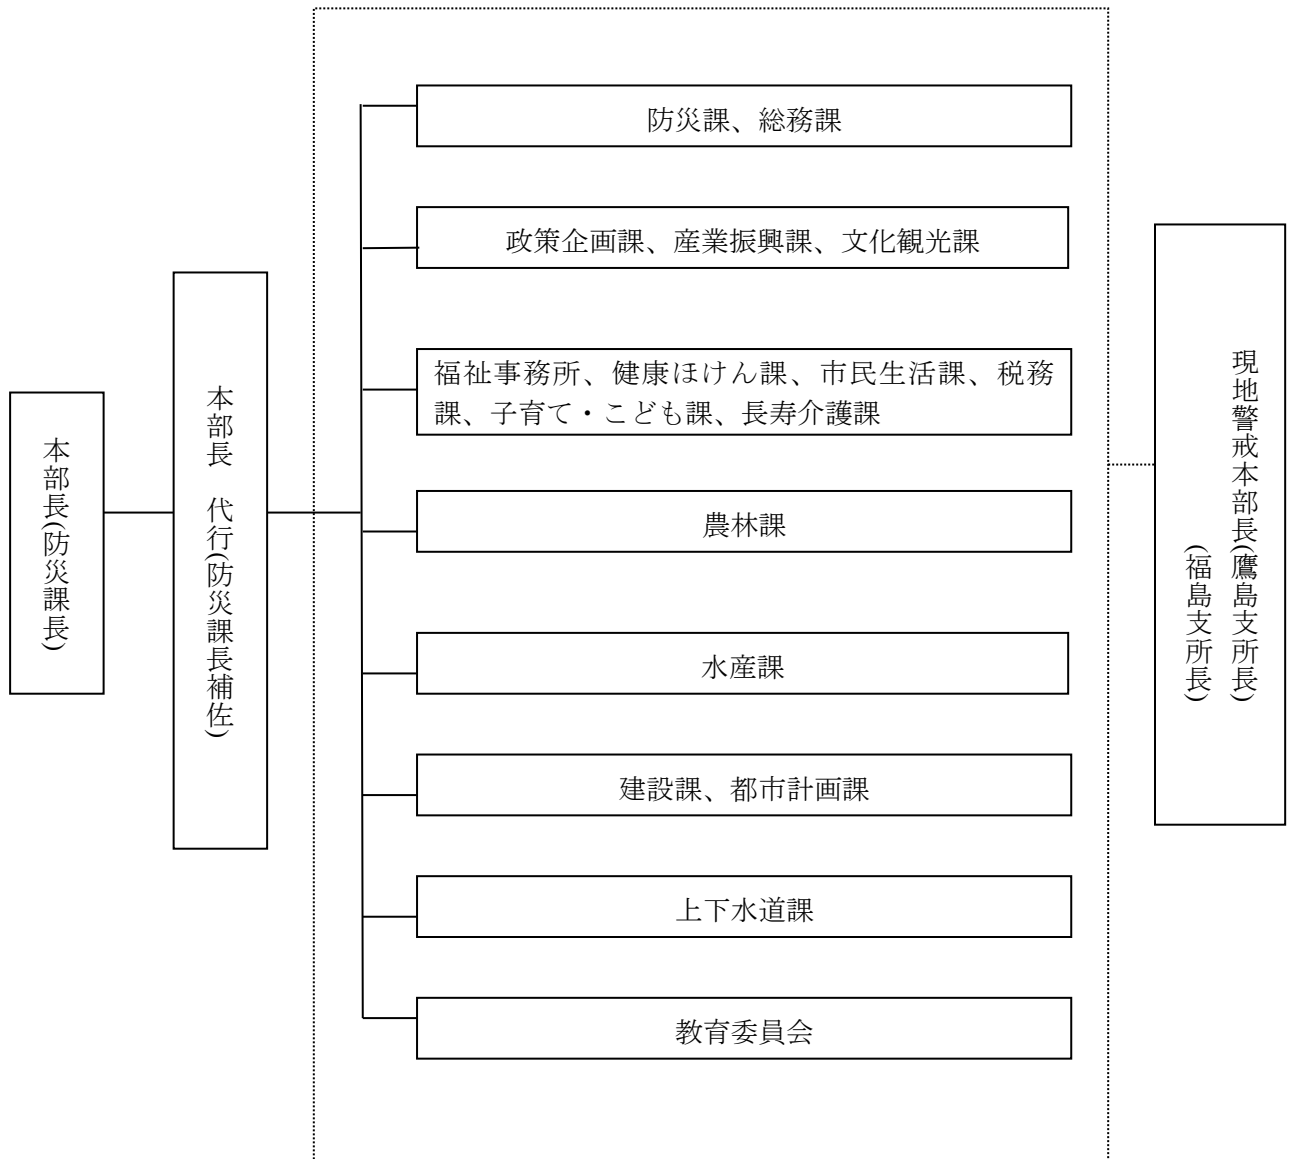 本部長(防災課長)
本部長　代行(防災課長補佐)
防災課、総務課
政策企画課、産業振興課、文化観光課
福祉事務所、健康ほけん課、市民生活課、税務
課、子育て・こども課、長寿介護課
農林課
水産課
建設課、都市計画課
上下水道課
教育委員会
現地警戒本部長(鷹島支所長)
(福島支所長)